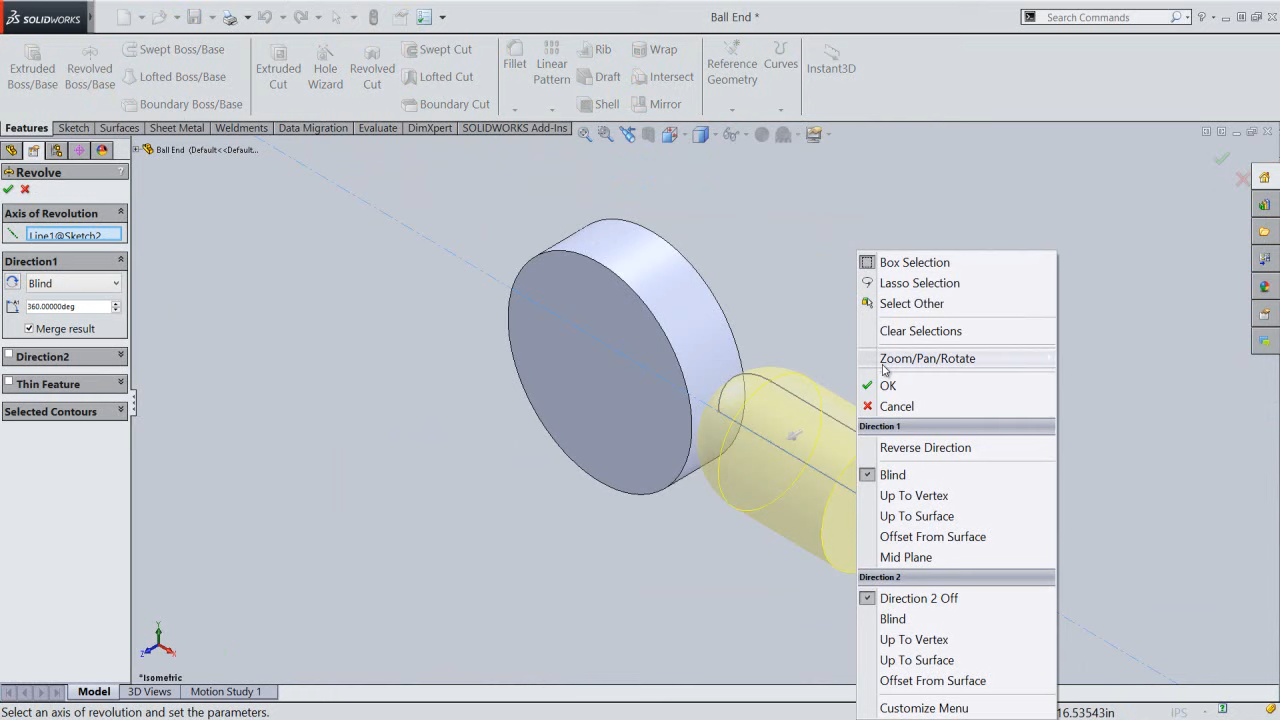 SOLIDWORKS
Ball End *
Search Commands
Extruded Boss/Base
Revolved Boss/Base
Swept Boss/Base
Lofted Boss/Base
Boundary Boss/Base
Extruded Cut
Hole Wizard
Revolved Cut
Swept Cut
Lofted Cut
Boundary Cut
Fillet
Linear Pattern
Rib
Draft
Shell
Wrap
Intersect
Mirror
Reference Geometry
Curves
Instant3D
Features Sketch Surfaces Sheet Metal Weldments Data Migration Evaluate DimXpert SOLIDWORKS Add-Ins
Ball End (Default<<Default...
Revolve ?
Axis of Revolution
Line1@Sketch2
Direction1
Blind
360.00000deg
Merge result
Direction2
Thin Feature
Selected Contours
Box Selection
Lasso Selection
Select Other
Clear Selections
Zoom/Pan/Rotate
OK
Cancel
Direction 1
Reverse Direction
Blind
Up To Vertex
Up To Surface
Offset From Surface
Mid Plane
Direction 2
Direction 2 Off
Blind
Up To Vertex
Up To Surface
Offset From Surface
Customize Menu
Y
Z
X
*Isometric
Model 3D Views Motion Study 1
Select an axis of revolution and set the parameters.
16.53543in
IPS